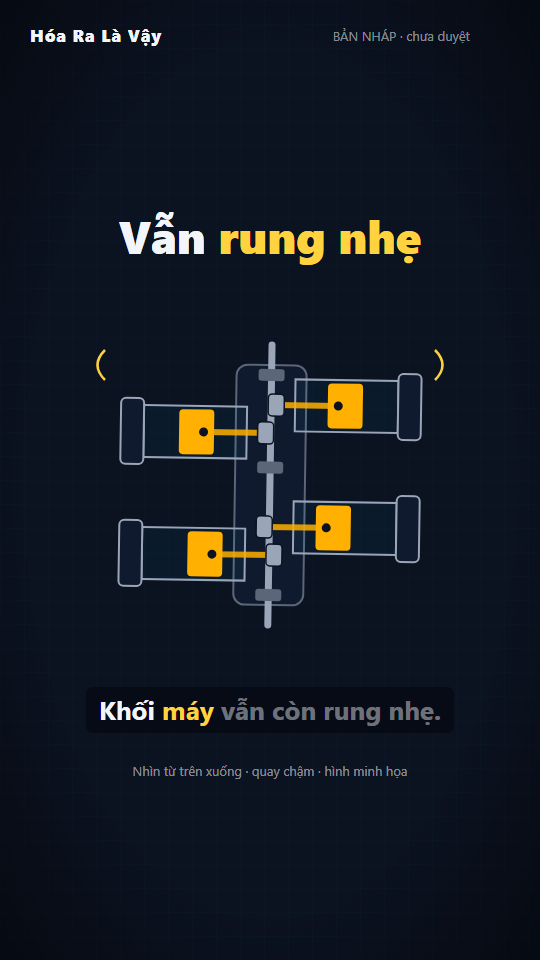 Hóa Ra Là Vậy
BẢN NHÁP · chưa duyệt
Vẫn rung nhẹ
Khối máy vẫn còn rung nhẹ.
Nhìn từ trên xuống · quay chậm · hình minh họa